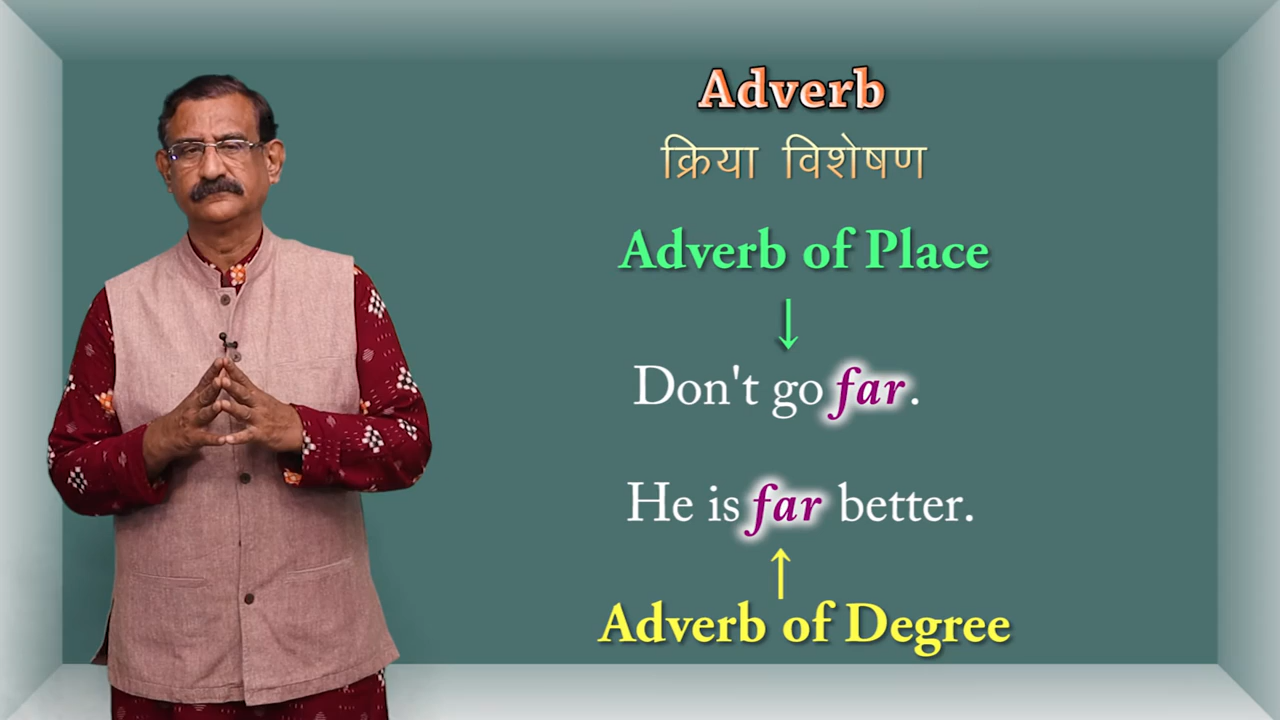 Adverb
क्रिया विशेषण
Adverb of Place
↓
Don't go far.
He is far better.
↑
Adverb of Degree